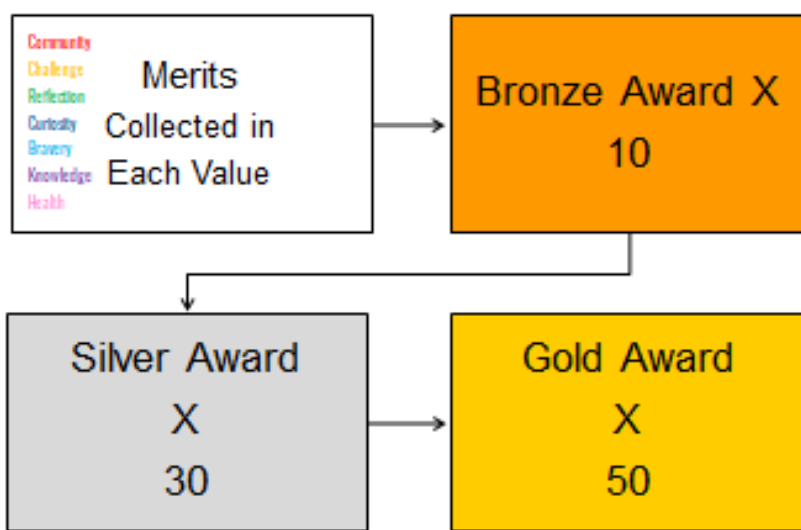 Community
Challenge
Reflection
Curiosity
Bravery
Knowledge
Health
Merits
Collected in
Each Value
Bronze Award X
10
Silver Award
X
30
Gold Award
X
50